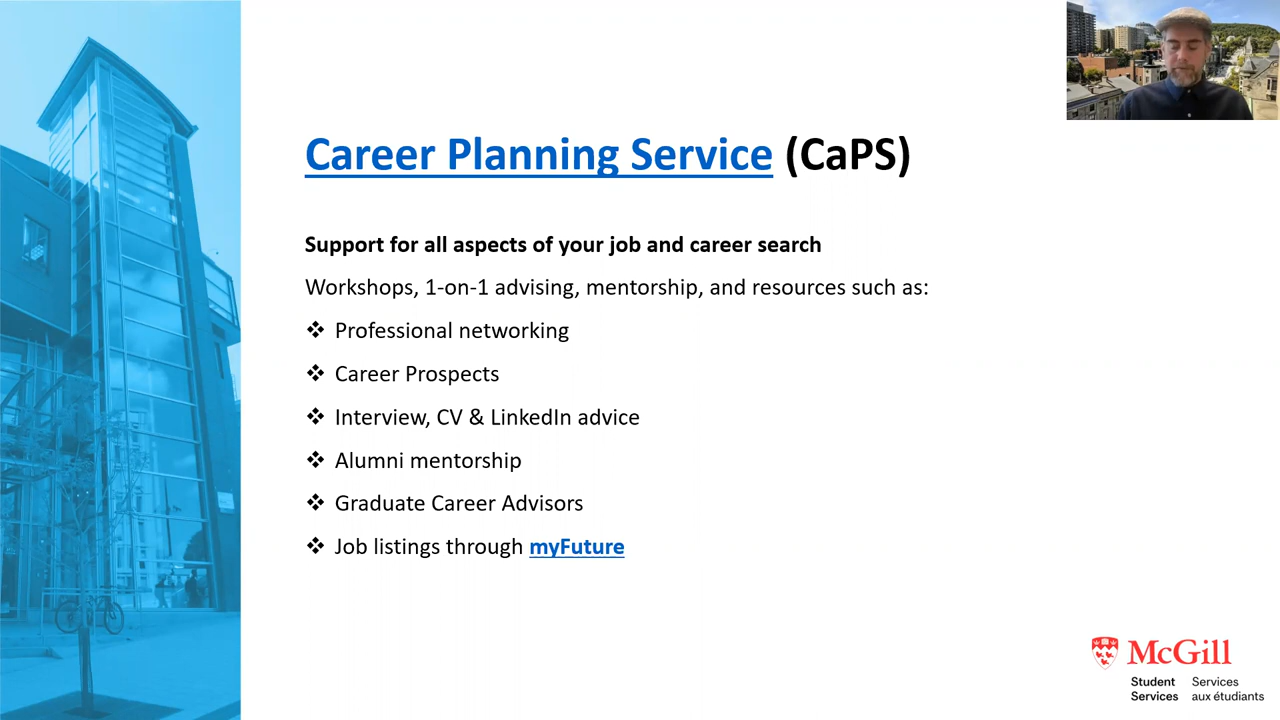 Career Planning Service (CaPS)
Support for all aspects of your job and career search
Workshops, 1-on-1 advising, mentorship, and resources such as:
❖ Professional networking
❖ Career Prospects
❖ Interview, CV & LinkedIn advice
❖ Alumni mentorship
❖ Graduate Career Advisors
❖ Job listings through myFuture
McGill
Student Services
Services aux étudiants